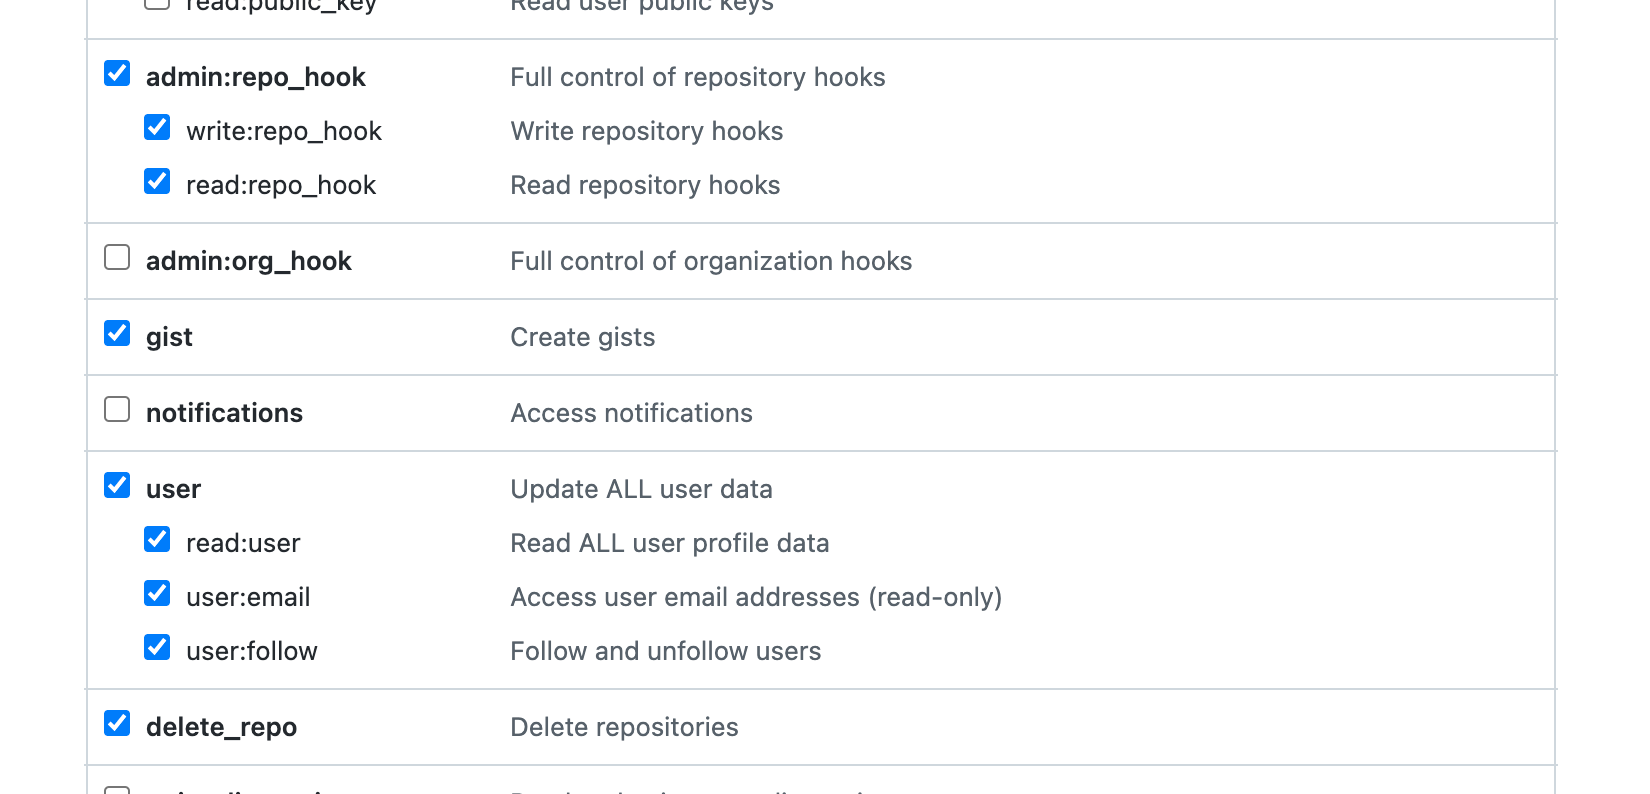 read:public_key Read user public keys
admin:repo_hook Full control of repository hooks
write:repo_hook Write repository hooks
read:repo_hook Read repository hooks
admin:org_hook Full control of organization hooks
gist Create gists
notifications Access notifications
user Update ALL user data
read:user Read ALL user profile data
user:email Access user email addresses (read-only)
user:follow Follow and unfollow users
delete_repo Delete repositories